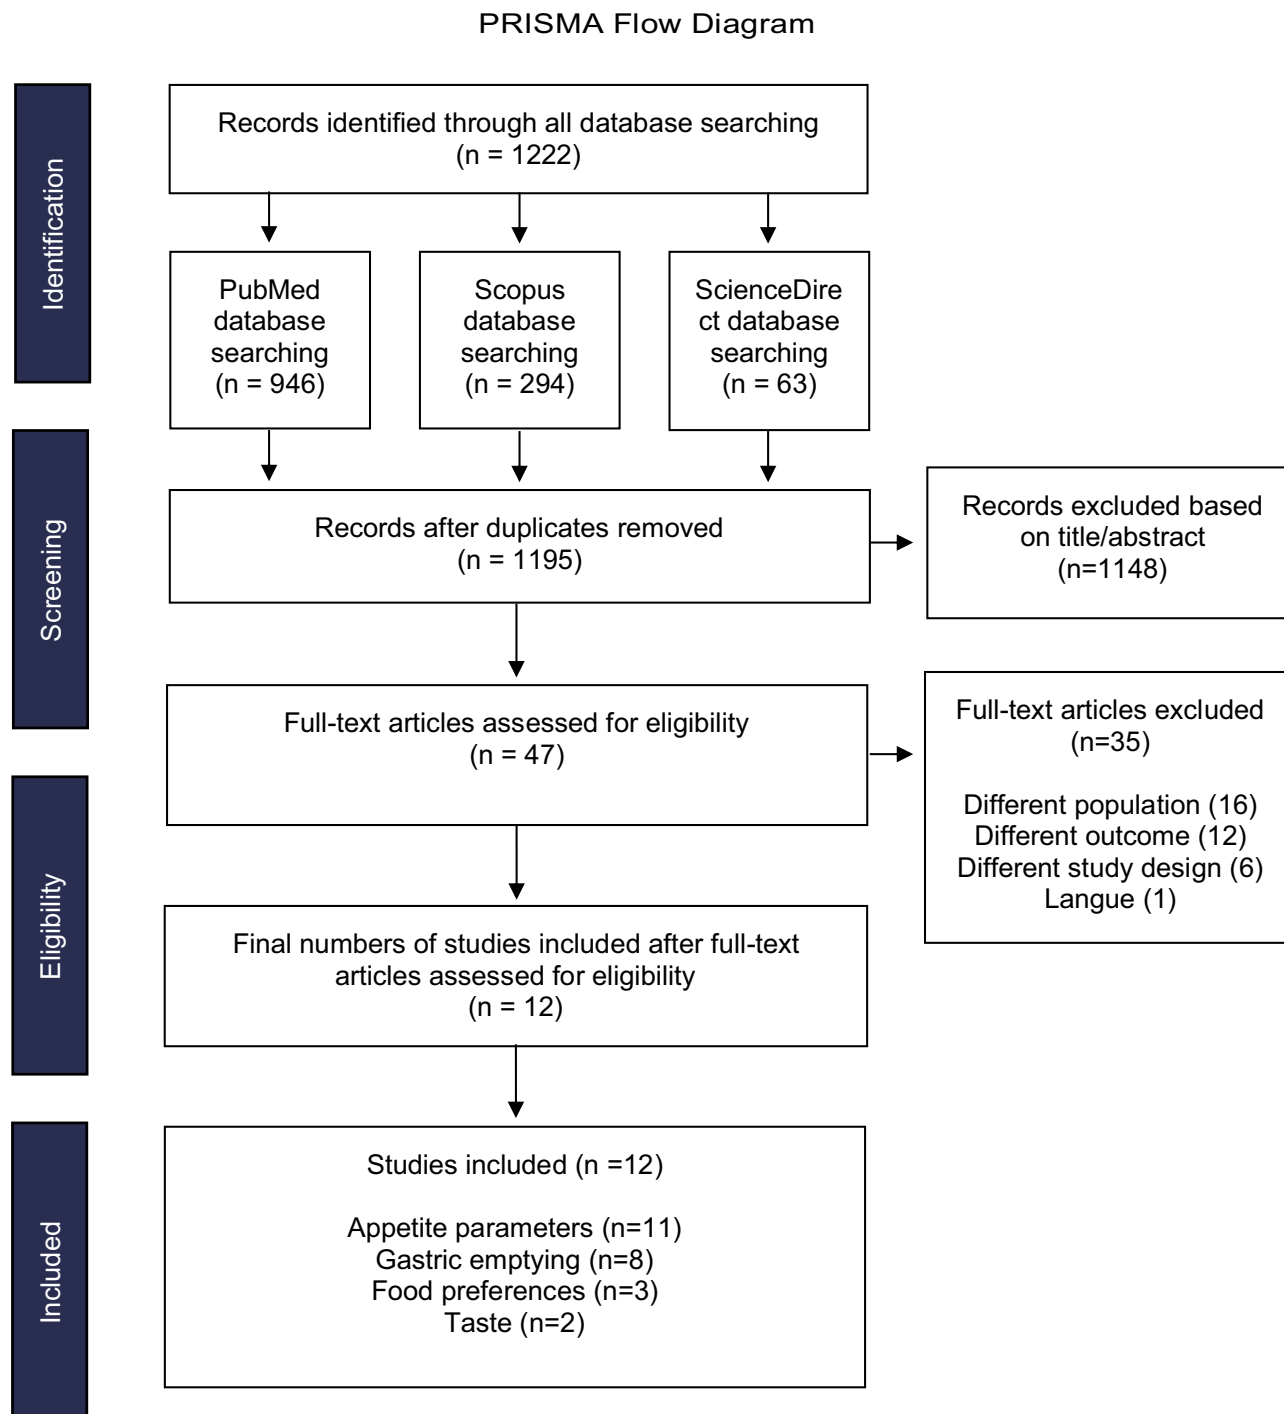 PRISMA Flow Diagram
Identification
Records identified through all database searching
(n = 1222)
PubMed
database
searching
(n = 946)
Scopus
database
searching
(n = 294)
ScienceDire
ct database
searching
(n = 63)
Screening
Records after duplicates removed
(n = 1195)
Records excluded based
on title/abstract
(n=1148)
Full-text articles assessed for eligibility
(n = 47)
Full-text articles excluded
(n=35)
Different population (16)
Different outcome (12)
Different study design (6)
Langue (1)
Eligibility
Final numbers of studies included after full-text
articles assessed for eligibility
(n = 12)
Included
Studies included (n =12)
Appetite parameters (n=11)
Gastric emptying (n=8)
Food preferences (n=3)
Taste (n=2)